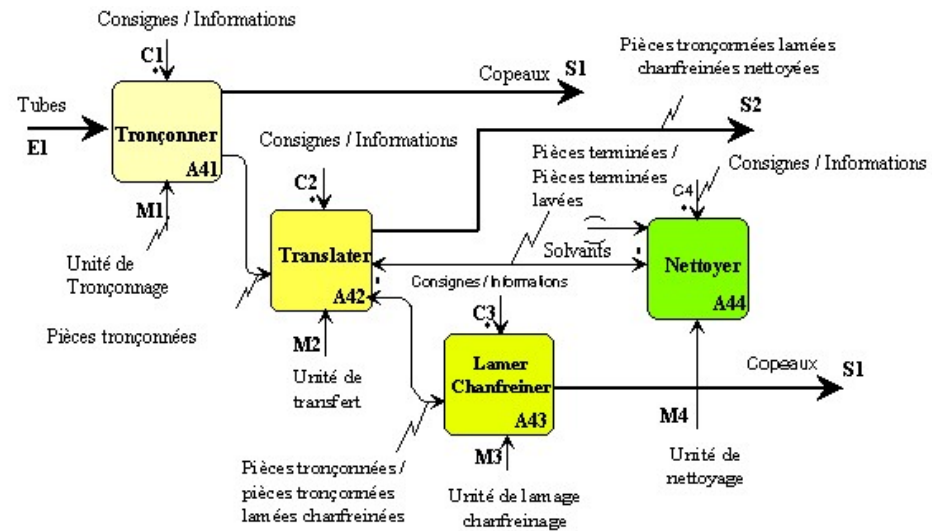 Consignes / Informations
C1
Tubes
E1
Tronçonner
A41
M1
Unité de
Tronçonnage
Pièces tronçonnées
Copeaux
S1
Pièces tronçonnées lamées
chanfreinées nettoyées
S2
Consignes / Informations
C2
Translater
A42
M2
Unité de
transfert
Pièces terminées /
Pièces terminées
lavées
Consignes / Informations
C4
Solvants
Nettoyer
A44
M4
Unité de
nettoyage
Consignes / Informations
C3
Lamer
Chanfreiner
A43
M3
Unité de lamage
chanfreinage
Copeaux
S1
Pièces tronçonnées /
pièces tronçonnées
lamées chanfreinées